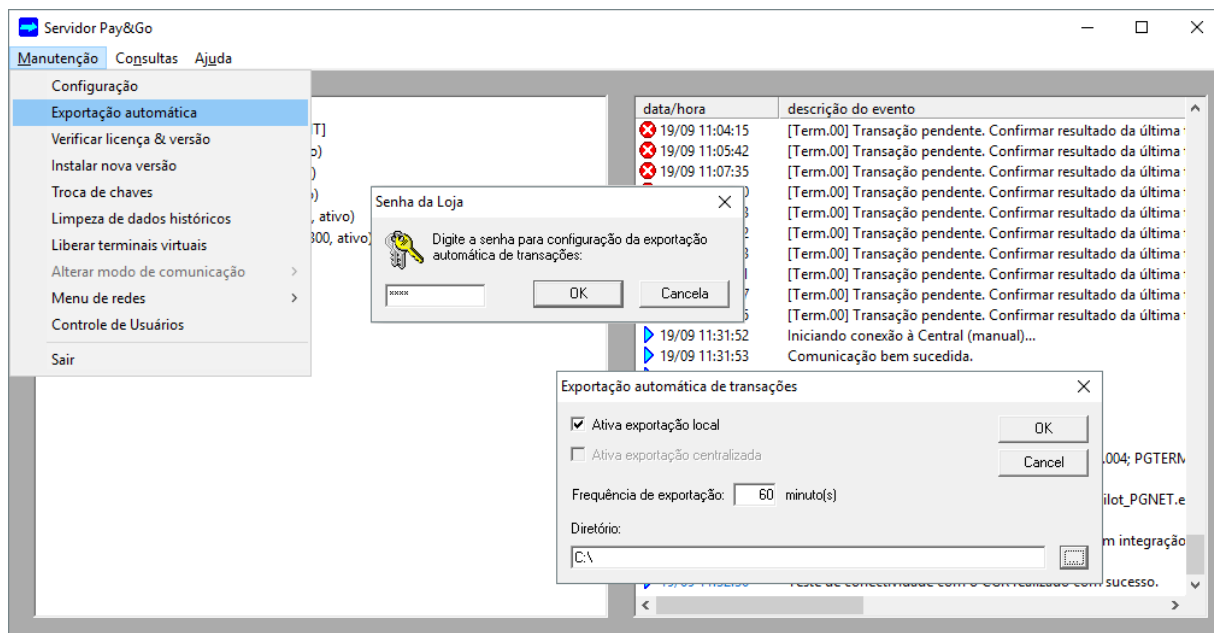 Servidor Pay&Go
Manutenção Consultas Ajuda
Configuração
Exportação automática
Verificar licença & versão
Instalar nova versão
Troca de chaves
Limpeza de dados históricos
Liberar terminais virtuais
Alterar modo de comunicação
Menu de redes
Controle de Usuários
Sair
T]
o)
)
o)
, ativo)
300, ativo)
data/hora descrição do evento
19/09 11:04:15 [Term.00] Transação pendente. Confirmar resultado da última
19/09 11:05:42 [Term.00] Transação pendente. Confirmar resultado da última
19/09 11:07:35 [Term.00] Transação pendente. Confirmar resultado da última
0 [Term.00] Transação pendente. Confirmar resultado da última
3 [Term.00] Transação pendente. Confirmar resultado da última
2 [Term.00] Transação pendente. Confirmar resultado da última
3 [Term.00] Transação pendente. Confirmar resultado da última
[Term.00] Transação pendente. Confirmar resultado da última
7 [Term.00] Transação pendente. Confirmar resultado da última
5 [Term.00] Transação pendente. Confirmar resultado da última
19/09 11:31:52 Iniciando conexão à Central (manual)...
19/09 11:31:53 Comunicação bem sucedida.
.004; PGTERM
ilot_PGNET.e
m integração
sucesso.
Senha da Loja
Digite a senha para configuração da exportação
automática de transações:
xxxx
OK Cancela
Exportação automática de transações
Ativa exportação local
OK
Ativa exportação centralizada
Cancel
Frequência de exportação: 60 minuto(s)
Diretório:
C:\
...